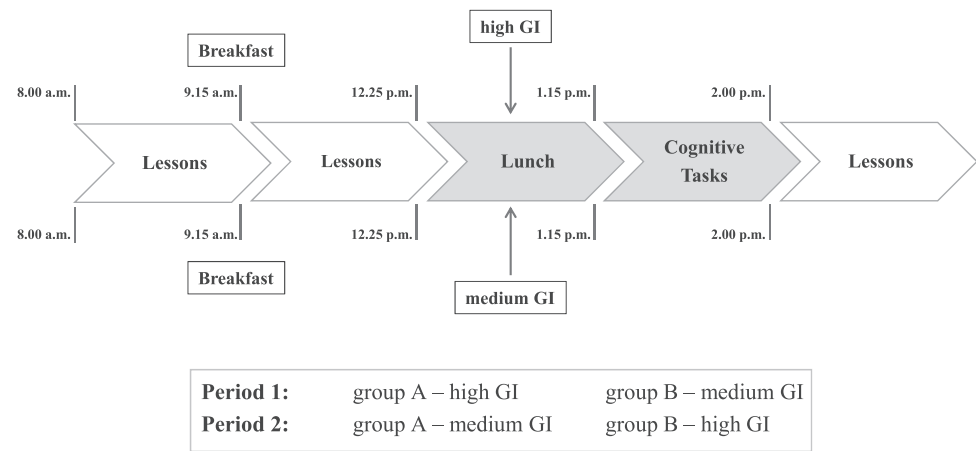 high GI
Breakfast
8.00 a.m. 9.15 a.m. 12.25 p.m. 1.15 p.m. 2.00 p.m.
Lessons Lessons Lunch Cognitive Tasks Lessons
8.00 a.m. 9.15 a.m. 12.25 p.m. 1.15 p.m. 2.00 p.m.
Breakfast
medium GI
Period 1: group A – high GI group B – medium GI
Period 2: group A – medium GI group B – high GI